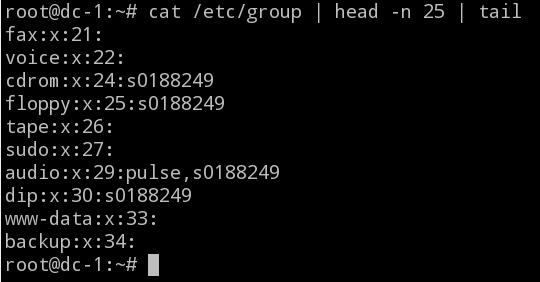 root@dc-1:~# cat /etc/group | head -n 25 | tail
fax:x:21:
voice:x:22:
cdrom:x:24:s0188249
floppy:x:25:s0188249
tape:x:26:
sudo:x:27:
audio:x:29:pulse,s0188249
dip:x:30:s0188249
www-data:x:33:
backup:x:34:
root@dc-1:~#